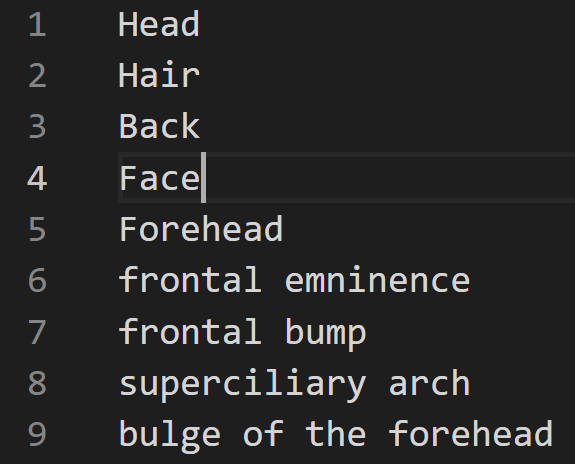 1 Head
2 Hair
3 Back
4 Face
5 Forehead
6 frontal emninence
7 frontal bump
8 superciliary arch
9 bulge of the forehead